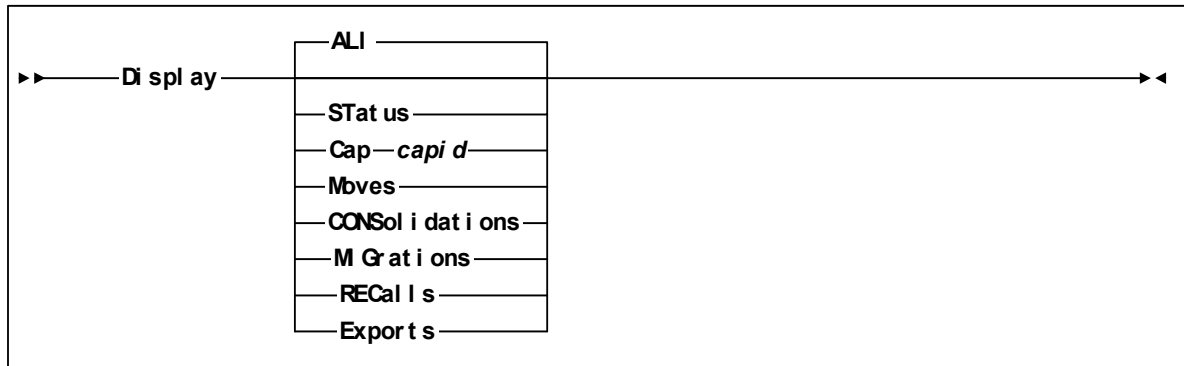 ALl
Display
STatus
Cap capid
Moves
CONSolidations
MIGrations
RECalls
Exports